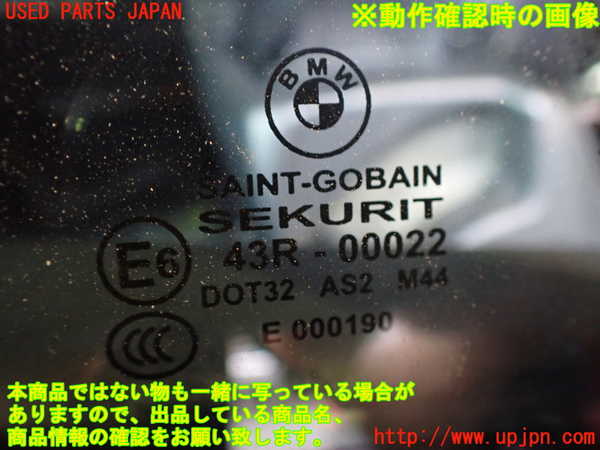 USED PARTS JAPAN
※動作確認時の画像
BMW
SAINT-GOBAIN
SEKURIT
E6 43R - 00022
DOT32 AS2 M44
CCC E 000190
本商品ではない物も一緒に写っている場合が
ありますので、出品している商品名、
商品情報の確認をお願い致します。
http://www.upjpn.com